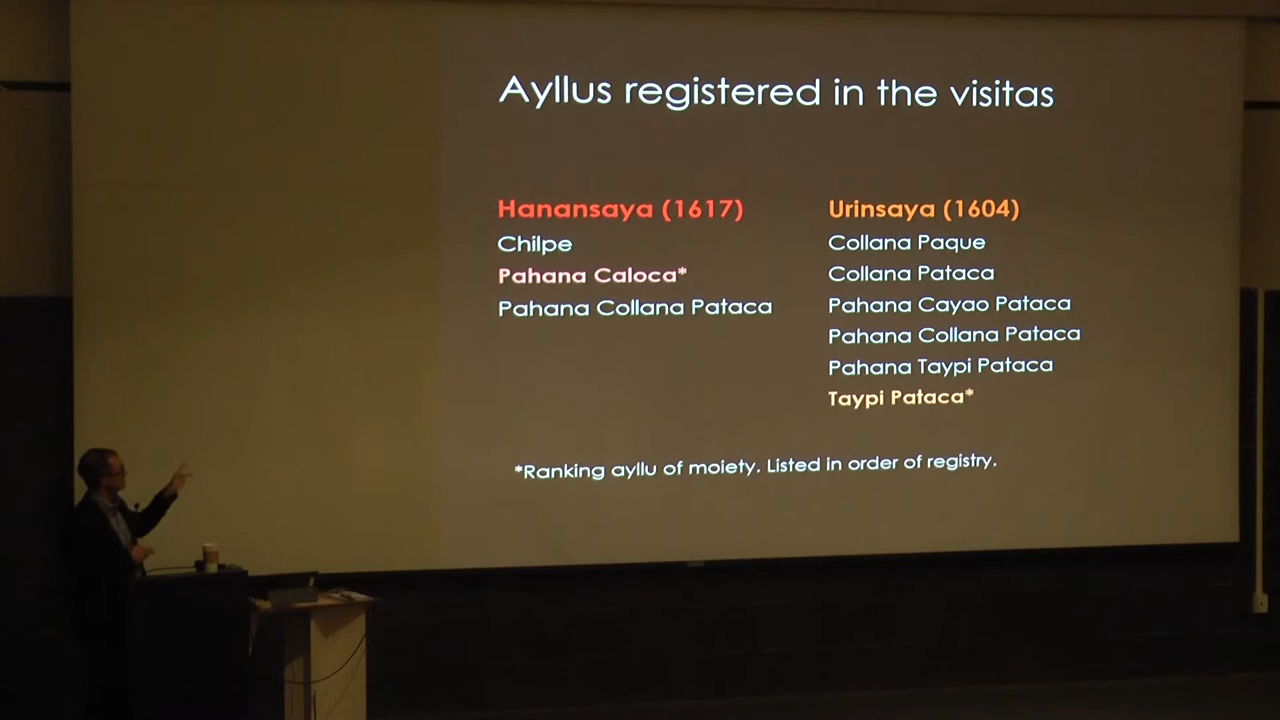 Ayllus registered in the visitas
Hanansaya (1617)
Chilpe
Pahana Caloca*
Pahana Collana Pataca
Urinsaya (1604)
Collana Paque
Collana Pataca
Pahana Cayao Pataca
Pahana Collana Pataca
Pahana Taypi Pataca
Taypi Pataca*
*Ranking ayllu of moiety. Listed in order of registry.